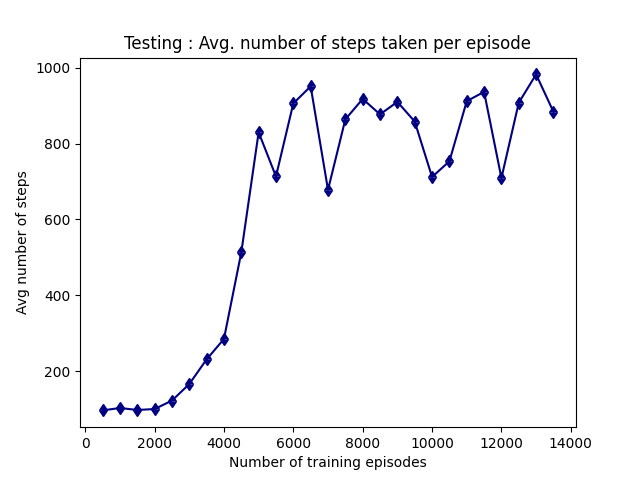 Testing : Avg. number of steps taken per episode
1000
800
600
400
200
Avg number of steps
0 2000 4000 6000 8000 10000 12000 14000
Number of training episodes